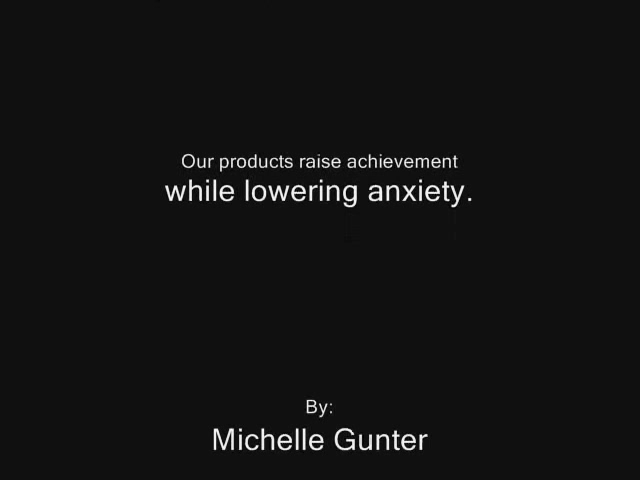 Our products raise achievement
while lowering anxiety.
By:
Michelle Gunter